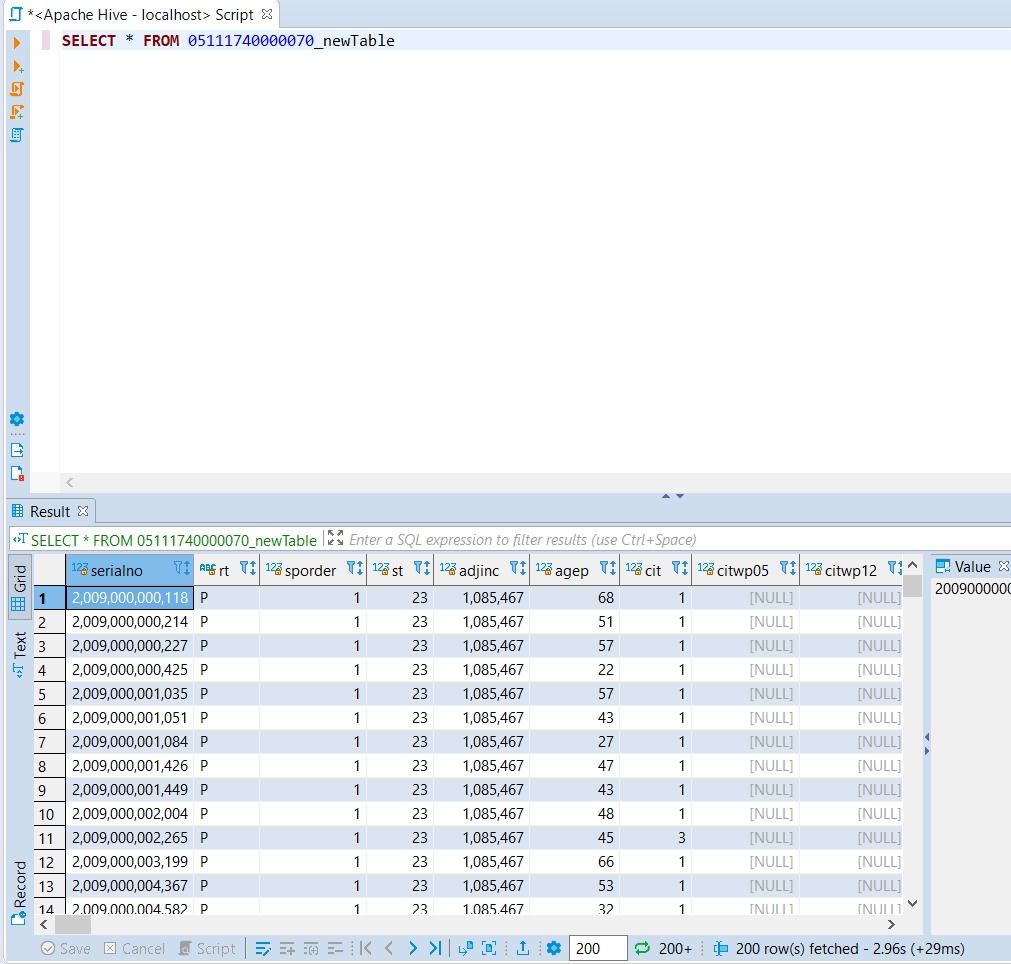 *<Apache Hive - localhost> Script
SELECT * FROM 05111740000070_newTable
Result
SELECT * FROM 05111740000070_newTable Enter a SQL expression to filter results (use Ctrl+Space)
Grid
Text
Record
123 serialno ABC rt 123 sporder 123 st 123 adjinc 123 agep 123 cit 123 citwp05 123 citwp12
1 2,009,000,000,118 P 1 23 1,085,467 68 1 [NULL] [NULL]
2 2,009,000,000,214 P 1 23 1,085,467 51 1 [NULL] [NULL]
3 2,009,000,000,227 P 1 23 1,085,467 57 1 [NULL] [NULL]
4 2,009,000,000,425 P 1 23 1,085,467 22 1 [NULL] [NULL]
5 2,009,000,001,035 P 1 23 1,085,467 57 1 [NULL] [NULL]
6 2,009,000,001,051 P 1 23 1,085,467 43 1 [NULL] [NULL]
7 2,009,000,001,084 P 1 23 1,085,467 27 1 [NULL] [NULL]
8 2,009,000,001,426 P 1 23 1,085,467 47 1 [NULL] [NULL]
9 2,009,000,001,449 P 1 23 1,085,467 43 1 [NULL] [NULL]
10 2,009,000,002,004 P 1 23 1,085,467 48 1 [NULL] [NULL]
11 2,009,000,002,265 P 1 23 1,085,467 45 3 [NULL] [NULL]
12 2,009,000,003,199 P 1 23 1,085,467 66 1 [NULL] [NULL]
13 2,009,000,004,367 P 1 23 1,085,467 53 1 [NULL] [NULL]
14 2,009,000,004,582 P 1 23 1,085,467 32 1 [NULL] [NULL]
Value
2009000000
Save Cancel Script 200 200+ 200 row(s) fetched - 2.96s (+29ms)